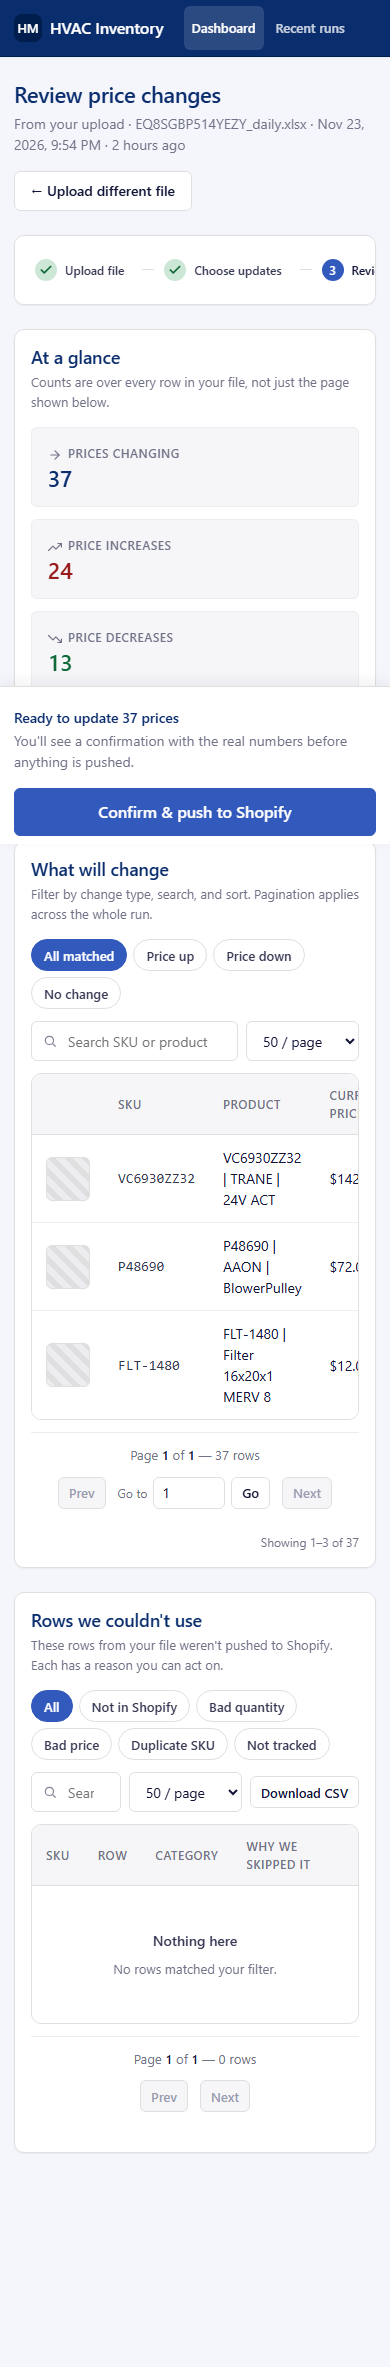 HM HVAC Inventory Dashboard Recent runs
Review price changes
From your upload · EQ8SGBP514YEZY_daily.xlsx · Nov 23,
2026, 9:54 PM · 2 hours ago
← Upload different file
Upload file Choose updates 3 Revi
At a glance
Counts are over every row in your file, not just the page
shown below.
PRICES CHANGING
37
PRICE INCREASES
24
PRICE DECREASES
13
Ready to update 37 prices
You'll see a confirmation with the real numbers before
anything is pushed.
Confirm & push to Shopify
What will change
Filter by change type, search, and sort. Pagination applies
across the whole run.
All matched Price up Price down
No change
Search SKU or product 50 / page
SKU PRODUCT CURR
PRIC
VC6930ZZ32 VC6930ZZ32
| TRANE |
24V ACT $142
P48690 P48690 |
AAON |
BlowerPulley $72.0
FLT-1480 FLT-1480 |
Filter
16x20x1
MERV 8 $12.0
Page 1 of 1 — 37 rows
Prev Go to 1 Go Next
Showing 1–3 of 37
Rows we couldn't use
These rows from your file weren't pushed to Shopify.
Each has a reason you can act on.
All Not in Shopify Bad quantity
Bad price Duplicate SKU Not tracked
Sear 50 / page Download CSV
SKU ROW CATEGORY WHY WE
SKIPPED IT
Nothing here
No rows matched your filter.
Page 1 of 1 — 0 rows
Prev Next